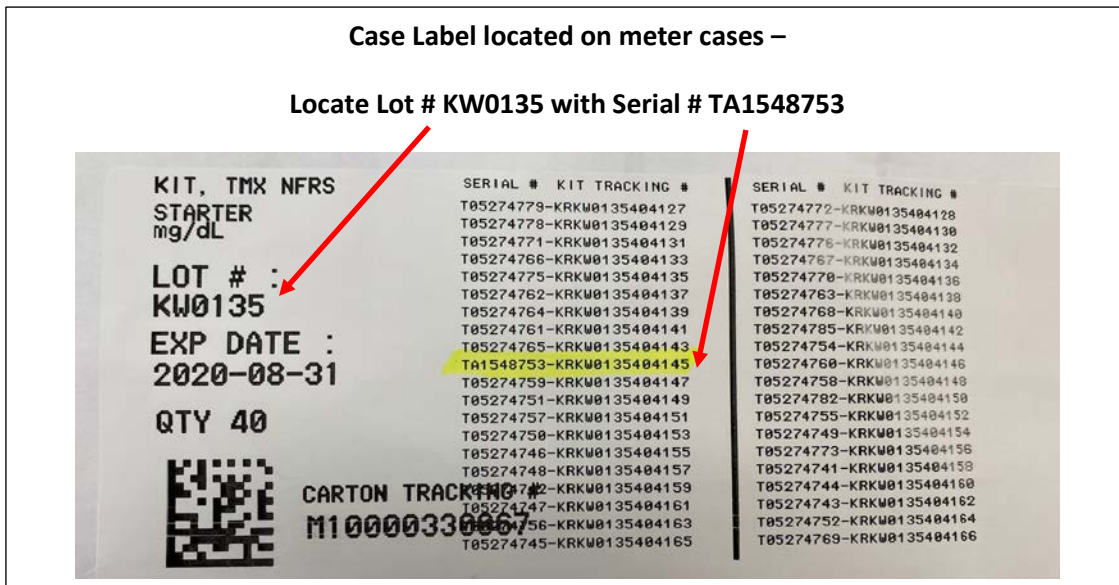 Case Label located on meter cases –
Locate Lot # KW0135 with Serial # TA1548753
KIT, TMX NFRS
STARTER
mg/dL
LOT # :
KW0135
EXP DATE :
2020-08-31
QTY 40
CARTON TRACKING #
M10000330067
SERIAL # KIT TRACKING #
T05274779-KRKW0135404127
T05274778-KRKW0135404129
T05274771-KRKW0135404131
T05274766-KRKW0135404133
T05274775-KRKW0135404135
T05274762-KRKW0135404137
T05274764-KRKW0135404139
T05274761-KRKW0135404141
T05274765-KRKW0135404143
TA1548753-KRKW0135404145
T05274759-KRKW0135404147
T05274751-KRKW0135404149
T05274757-KRKW0135404151
T05274750-KRKW0135404153
T05274746-KRKW0135404155
T05274748-KRKW0135404157
T05274742-KRKW0135404159
T05274747-KRKW0135404161
T05274756-KRKW0135404163
T05274745-KRKW0135404165
SERIAL # KIT TRACKING #
T05274772-KRKW0135404128
T05274777-KRKW0135404130
T05274776-KRKW0135404132
T05274767-KRKW0135404134
T05274770-KRKW0135404136
T05274763-KRKW0135404138
T05274768-KRKW0135404140
T05274785-KRKW0135404142
T05274754-KRKW0135404144
T05274760-KRKW0135404146
T05274758-KRKW0135404148
T05274782-KRKW0135404150
T05274755-KRKW0135404152
T05274749-KRKW0135404154
T05274773-KRKW0135404156
T05274741-KRKW0135404158
T05274744-KRKW0135404160
T05274743-KRKW0135404162
T05274752-KRKW0135404164
T05274769-KRKW0135404166